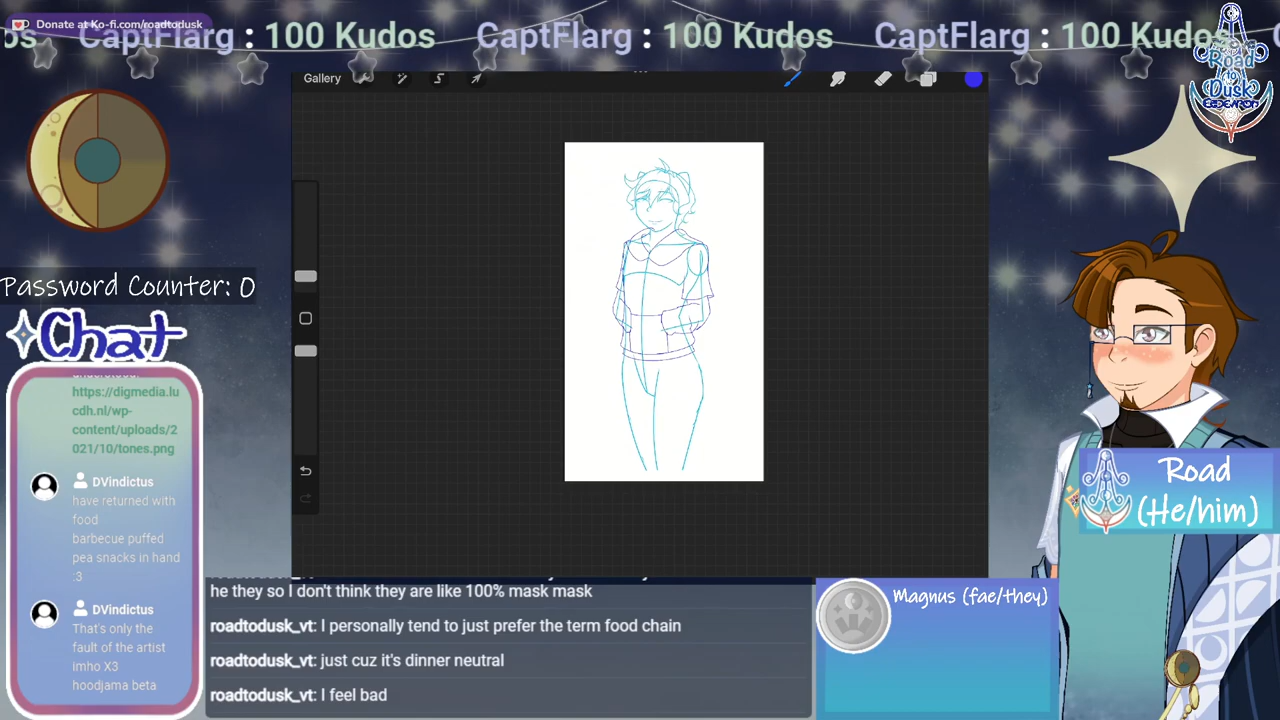 Donate at Ko-fi.com/roadtodusk
CaptFlarg : 100 Kudos
CaptFlarg : 100 Kudos
CaptFlarg : 100 Kudos
Road
to
Dusk
Gallery
Password Counter: 0
Chat
https://digmedia.lu
cdh.nl/wp-
content/uploads/2
021/10/tones.png
DVindictus
have returned with
food
barbecue puffed
pea snacks in hand
:3
DVindictus
That's only the
fault of the artist
imho X3
hoodjama beta
he they so I don't think they are like 100% mask mask
roadtodusk_vt: I personally tend to just prefer the term food chain
roadtodusk_vt: just cuz it's dinner neutral
roadtodusk_vt: I feel bad
Magnus (fae/they)
Road
(He/him)